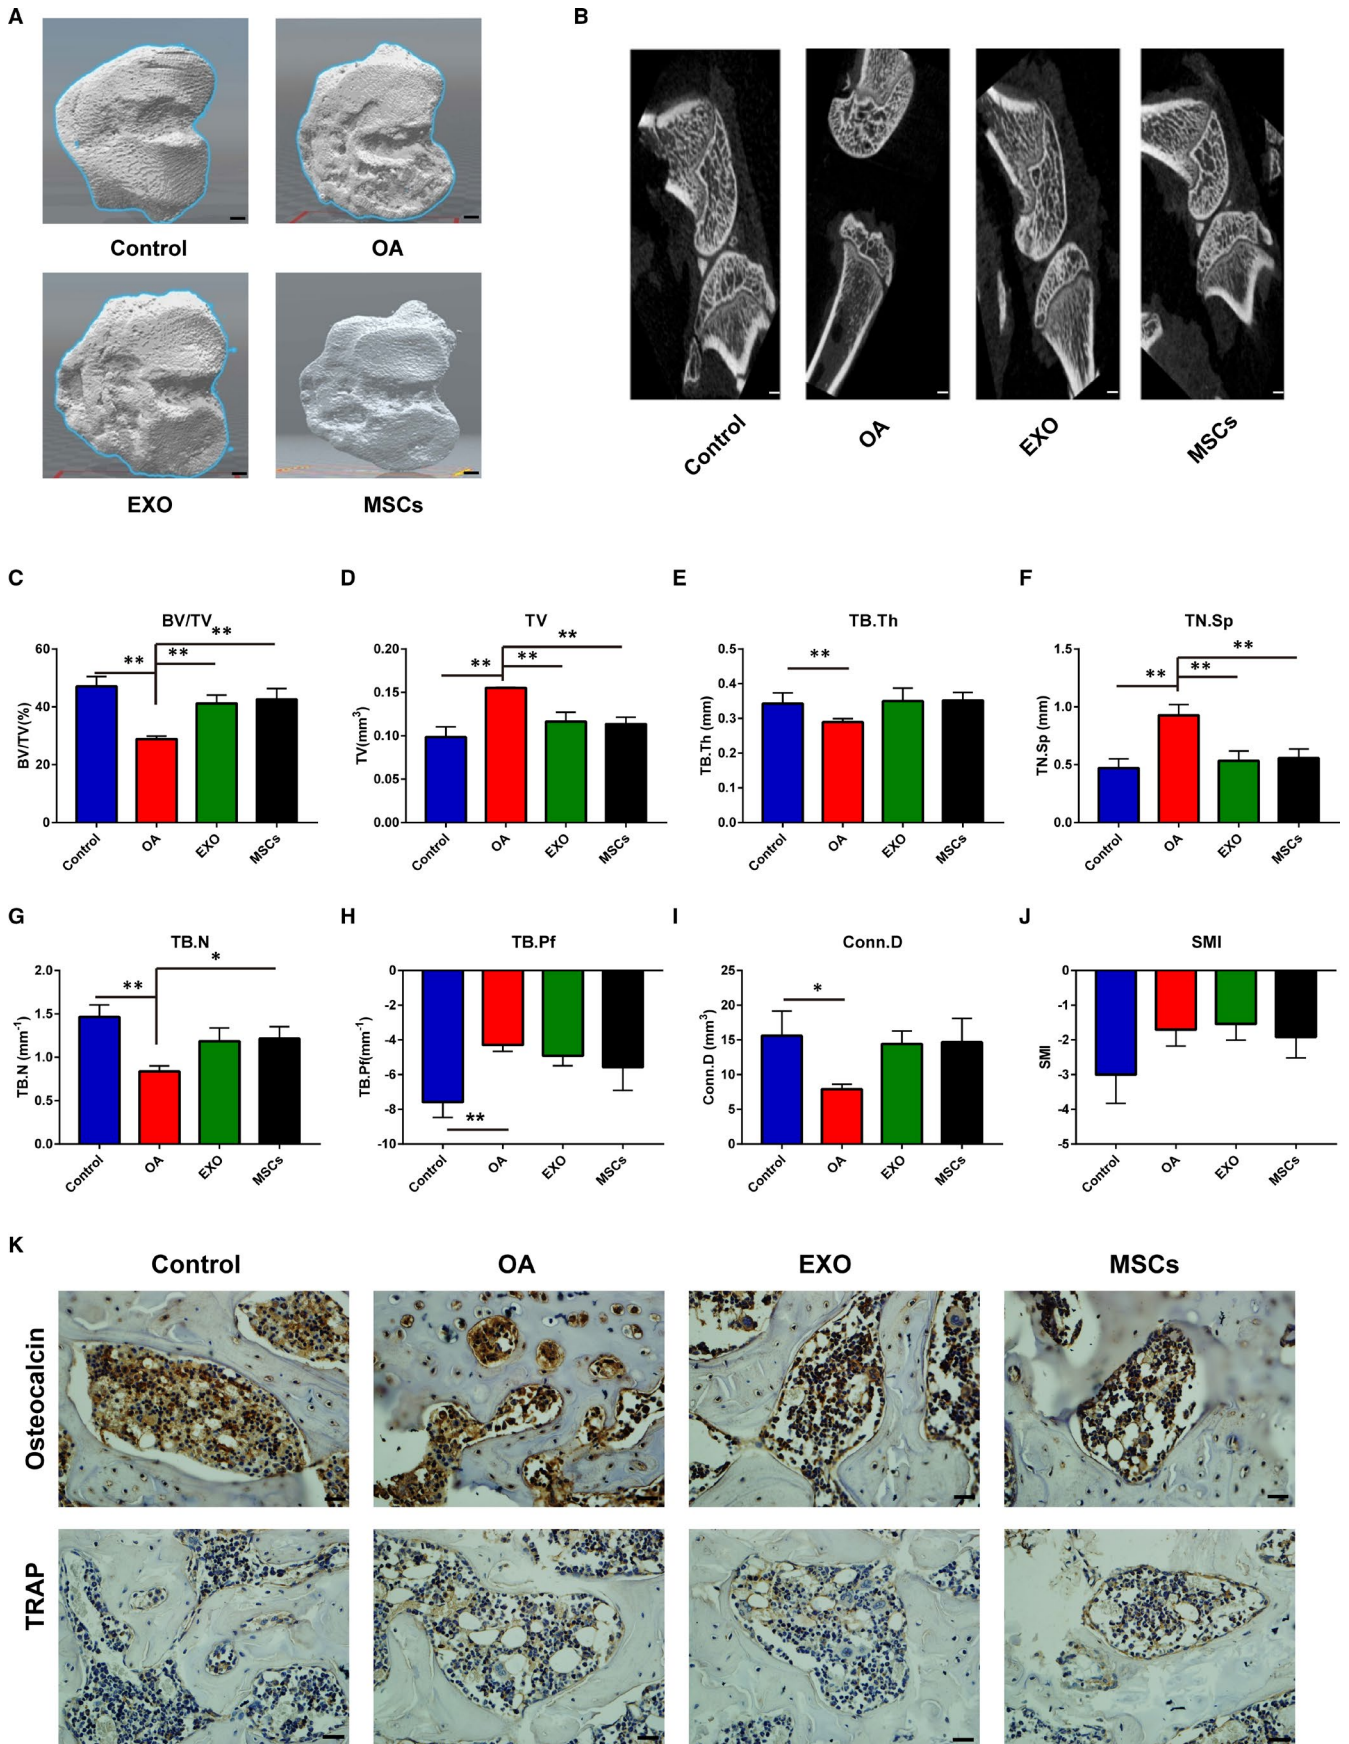 A
B
Control
OA
EXO
MSCs
Control
OA
EXO
MSCs
C
D
E
F
BV/TV
BV/TV(%)
60
40
20
0
**
**
**
Control
OA
EXO
MSCs
TV
TV(mm³)
0.20
0.15
0.10
0.05
0.00
**
**
**
Control
OA
EXO
MSCs
TB.Th
TB.Th (mm)
0.5
0.4
0.3
0.2
0.1
0.0
**
Control
OA
EXO
MSCs
TN.Sp
TN.Sp (mm)
1.5
1.0
0.5
0.0
**
**
**
Control
OA
EXO
MSCs
G
H
I
J
TB.N
TB.N (mm⁻¹)
2.0
1.5
1.0
0.5
0.0
**
*
Control
OA
EXO
MSCs
TB.Pf
TB.Pf(mm⁻¹)
0
-2
-4
-6
-8
-10
**
Control
OA
EXO
MSCs
Conn.D
Conn.D (mm³)
25
20
15
10
5
0
*
Control
OA
EXO
MSCs
SMI
SMI
0
-1
-2
-3
-4
-5
Control
OA
EXO
MSCs
K
Control
OA
EXO
MSCs
Osteocalcin
TRAP